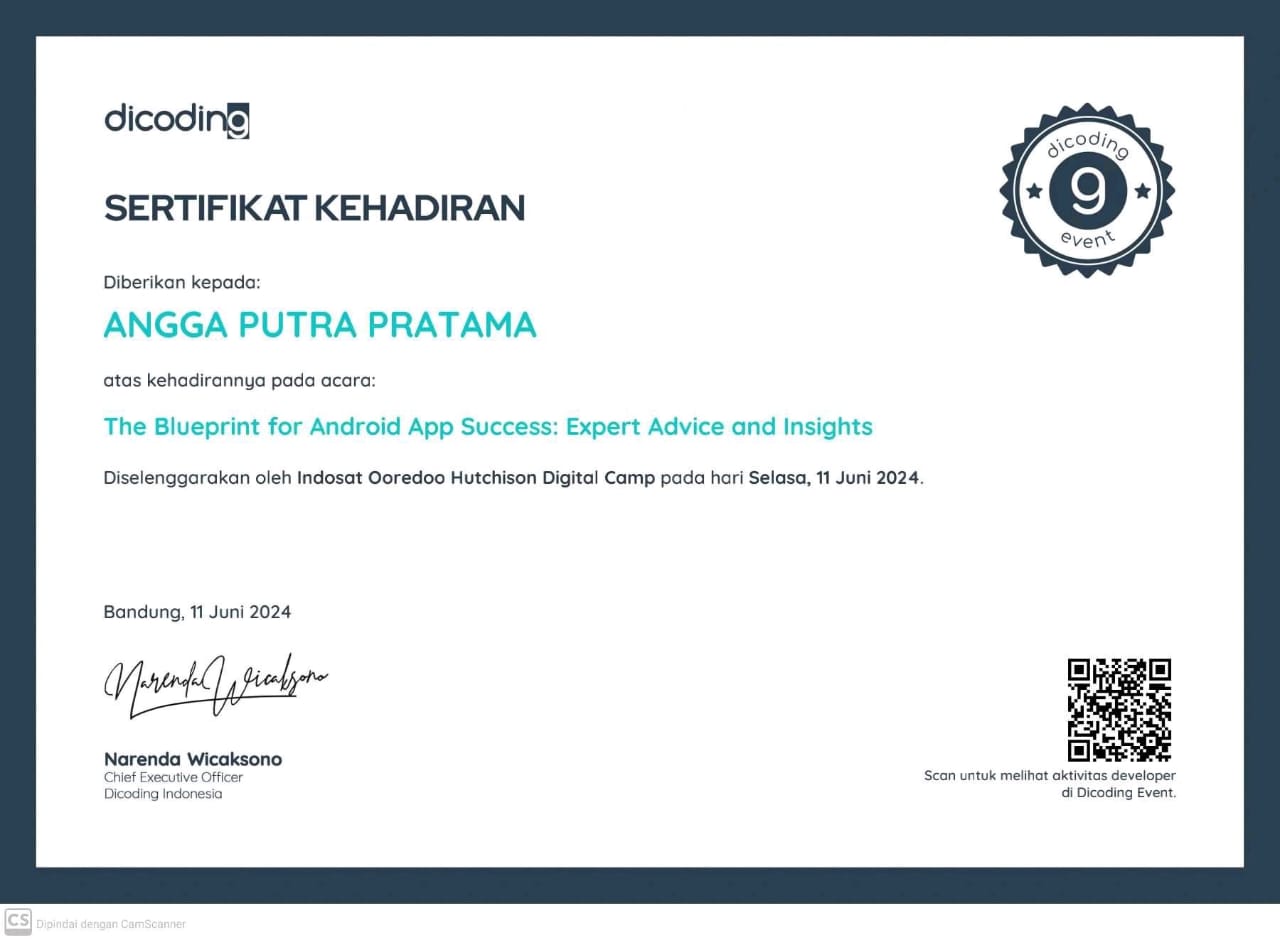 dicoding
SERTIFIKAT KEHADIRAN
dicoding
9
event
Diberikan kepada:
ANGGA PUTRA PRATAMA
atas kehadirannya pada acara:
The Blueprint for Android App Success: Expert Advice and Insights
Diselenggarakan oleh Indosat Ooredoo Hutchison Digital Camp pada hari Selasa, 11 Juni 2024.
Bandung, 11 Juni 2024
Narenda Wicaksono
Narenda Wicaksono
Chief Executive Officer
Dicoding Indonesia
Scan untuk melihat aktivitas developer
di Dicoding Event.
CS Dipindai dengan CamScanner